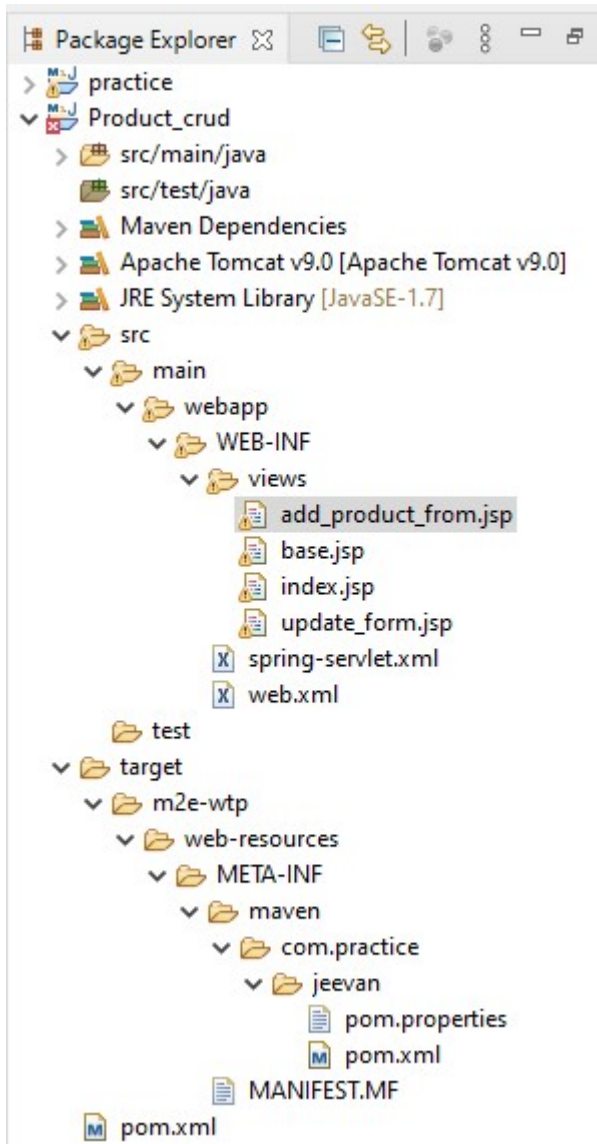 Package Explorer
practice
Product_crud
src/main/java
src/test/java
Maven Dependencies
Apache Tomcat v9.0 [Apache Tomcat v9.0]
JRE System Library [JavaSE-1.7]
src
main
webapp
WEB-INF
views
add_product_from.jsp
base.jsp
index.jsp
update_form.jsp
spring-servlet.xml
web.xml
test
target
m2e-wtp
web-resources
META-INF
maven
com.practice
jeevan
pom.properties
pom.xml
MANIFEST.MF
pom.xml